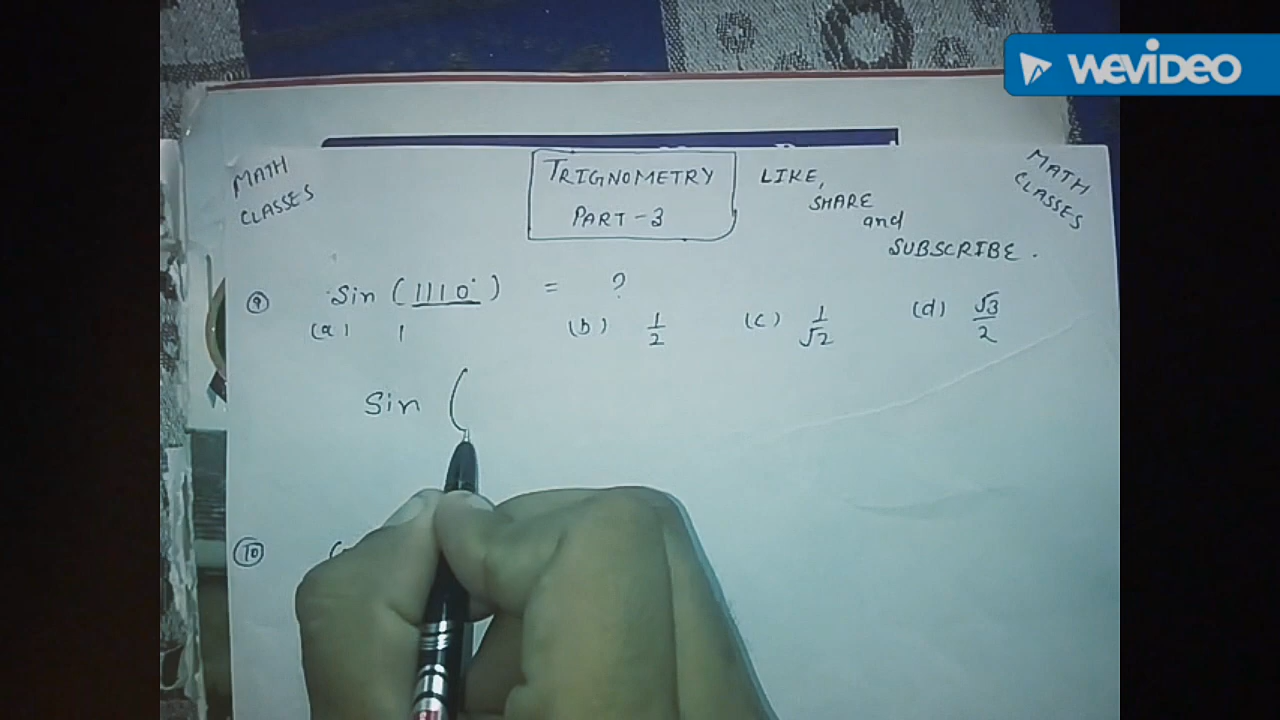 WEVIDEO
MATH
CLASSES
TRIGNOMETRY
PART - 3
LIKE,
SHARE
and
SUBSCRIBE.
MATH
CLASSES
(9) Sin (1110°) = ?
(a) 1 (b) 1/2 (c) 1/√2 (d) √3/2
Sin (
(10) (